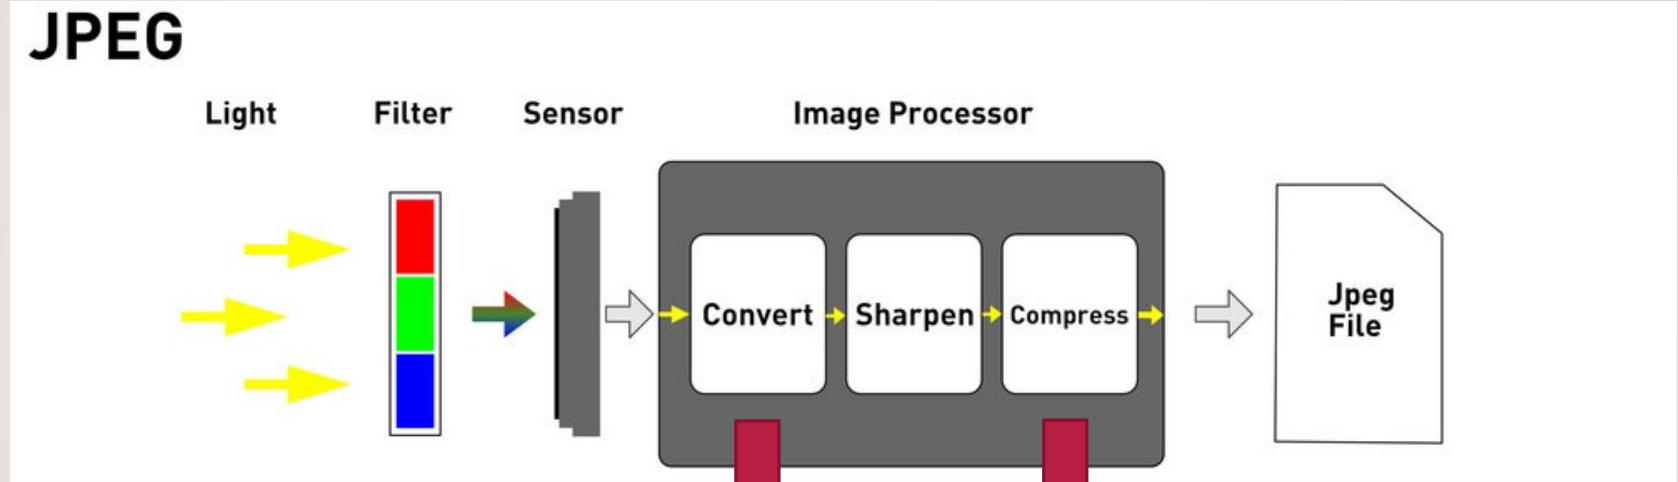 JPEG
Light Filter Sensor Image Processor
Convert Sharpen Compress
Jpeg
File